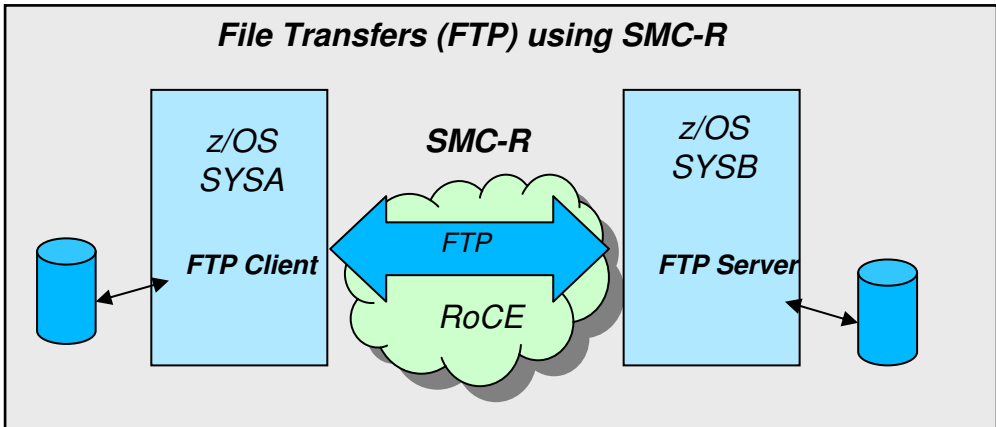 File Transfers (FTP) using SMC-R
z/OS
SYSA
FTP Client
SMC-R
FTP
RoCE
z/OS
SYSB
FTP Server